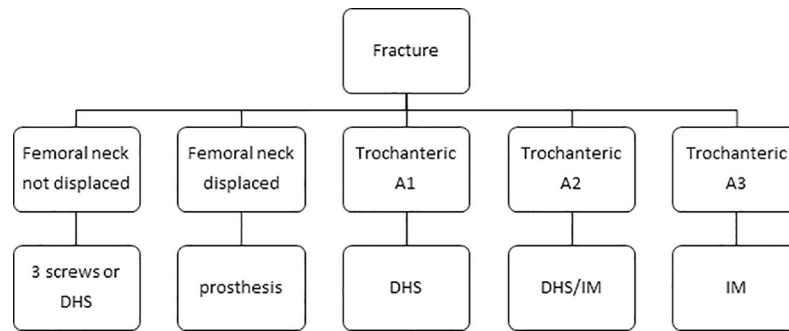 Fracture
Femoral neck
not displaced
Femoral neck
displaced
Trochanteric
A1
Trochanteric
A2
Trochanteric
A3
3 screws or
DHS
prosthesis
DHS
DHS/IM
IM